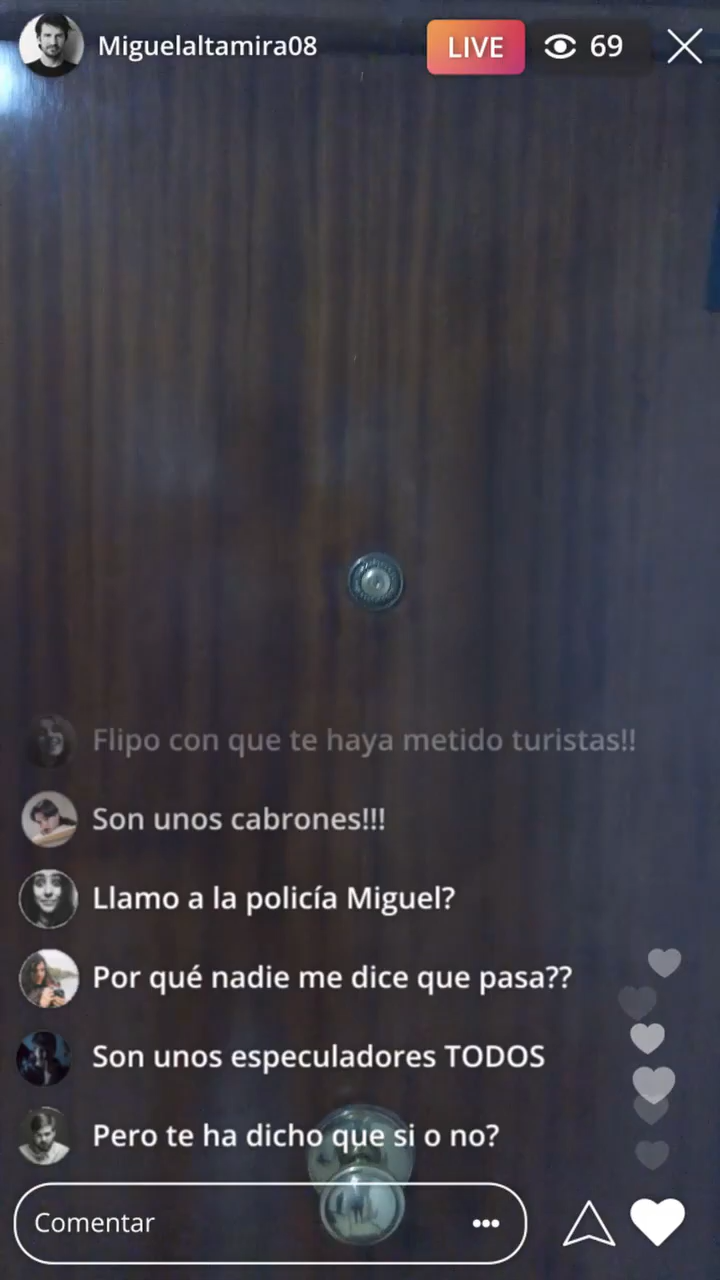 Miguelaltamira08
LIVE
69
Flipo con que te haya metido turistas!!
Son unos cabrones!!!
Llamo a la policía Miguel?
Por qué nadie me dice que pasa??
Son unos especuladores TODOS
Pero te ha dicho que si o no?
Comentar